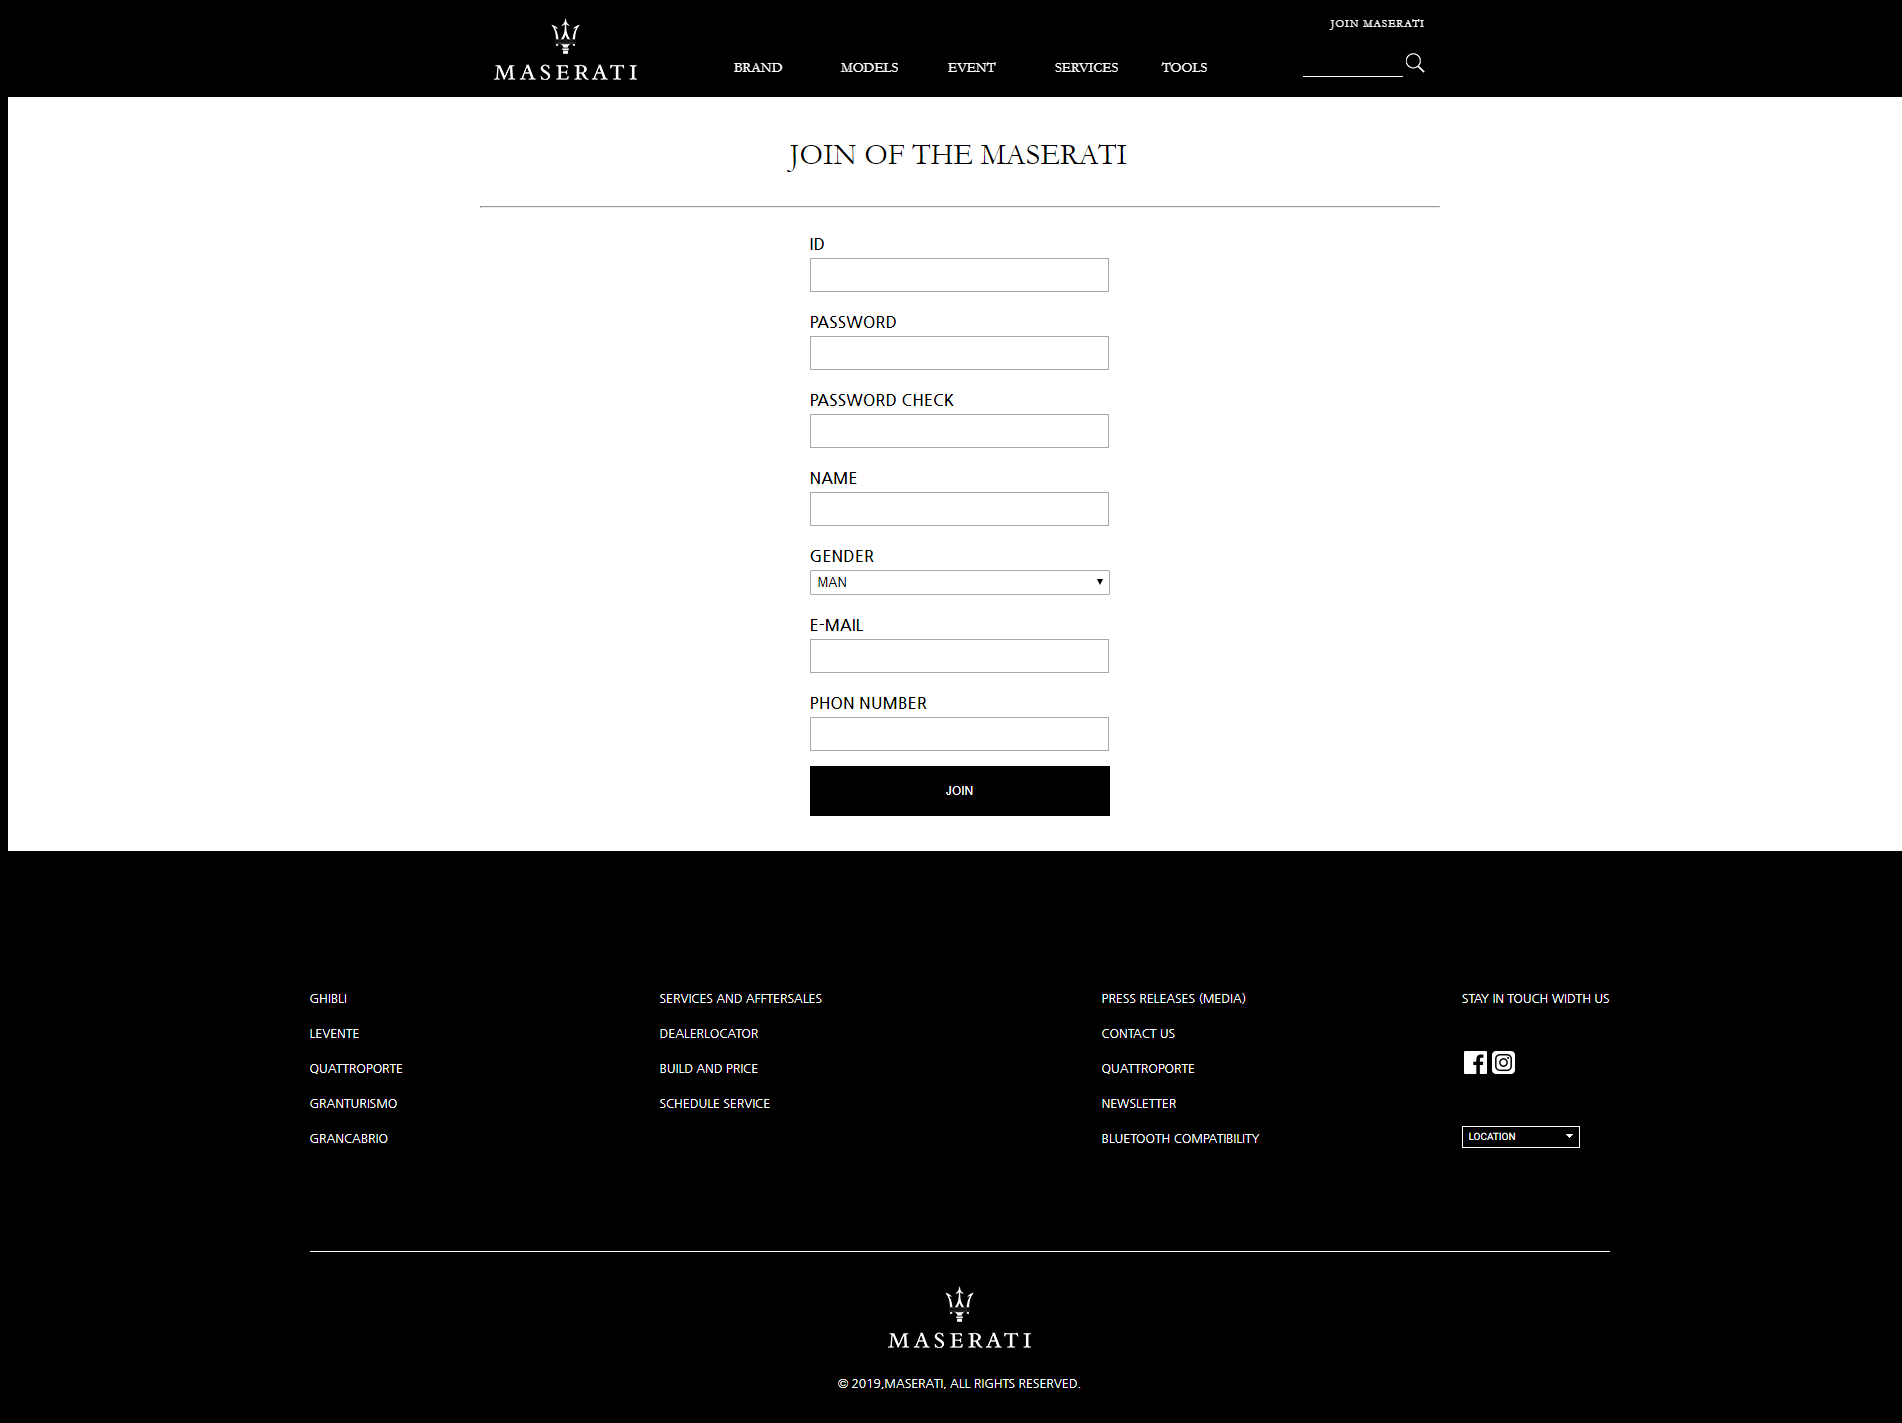 JOIN MASERATI
MASERATI
BRAND MODELS EVENT SERVICES TOOLS
JOIN OF THE MASERATI
ID
PASSWORD
PASSWORD CHECK
NAME
GENDER
MAN
E-MAIL
PHON NUMBER
JOIN
GHIBLI
LEVENTE
QUATTROPORTE
GRANTURISMO
GRANCABRIO
SERVICES AND AFFTERSALES
DEALERLOCATOR
BUILD AND PRICE
SCHEDULE SERVICE
PRESS RELEASES (MEDIA)
CONTACT US
QUATTROPORTE
NEWSLETTER
BLUETOOTH COMPATIBILITY
STAY IN TOUCH WIDTH US
LOCATION
MASERATI
© 2019,MASERATI, ALL RIGHTS RESERVED.